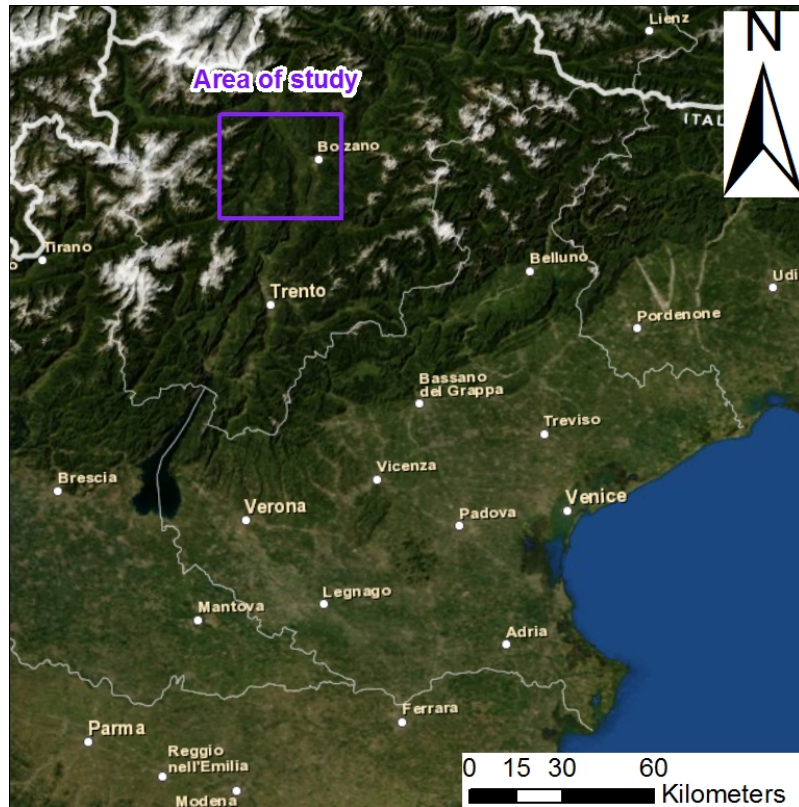 Lienz
N
Area of study
ITAL
Bolzano
Tirano
o
Belluno
Udi
Trento
Pordenone
Bassano
del Grappa
Treviso
Brescia
Vicenza
Venice
Verona
Padova
Legnago
Mantova
Adria
Ferrara
Parma
Reggio
nell'Emilia
Modena
0 15 30 60
Kilometers